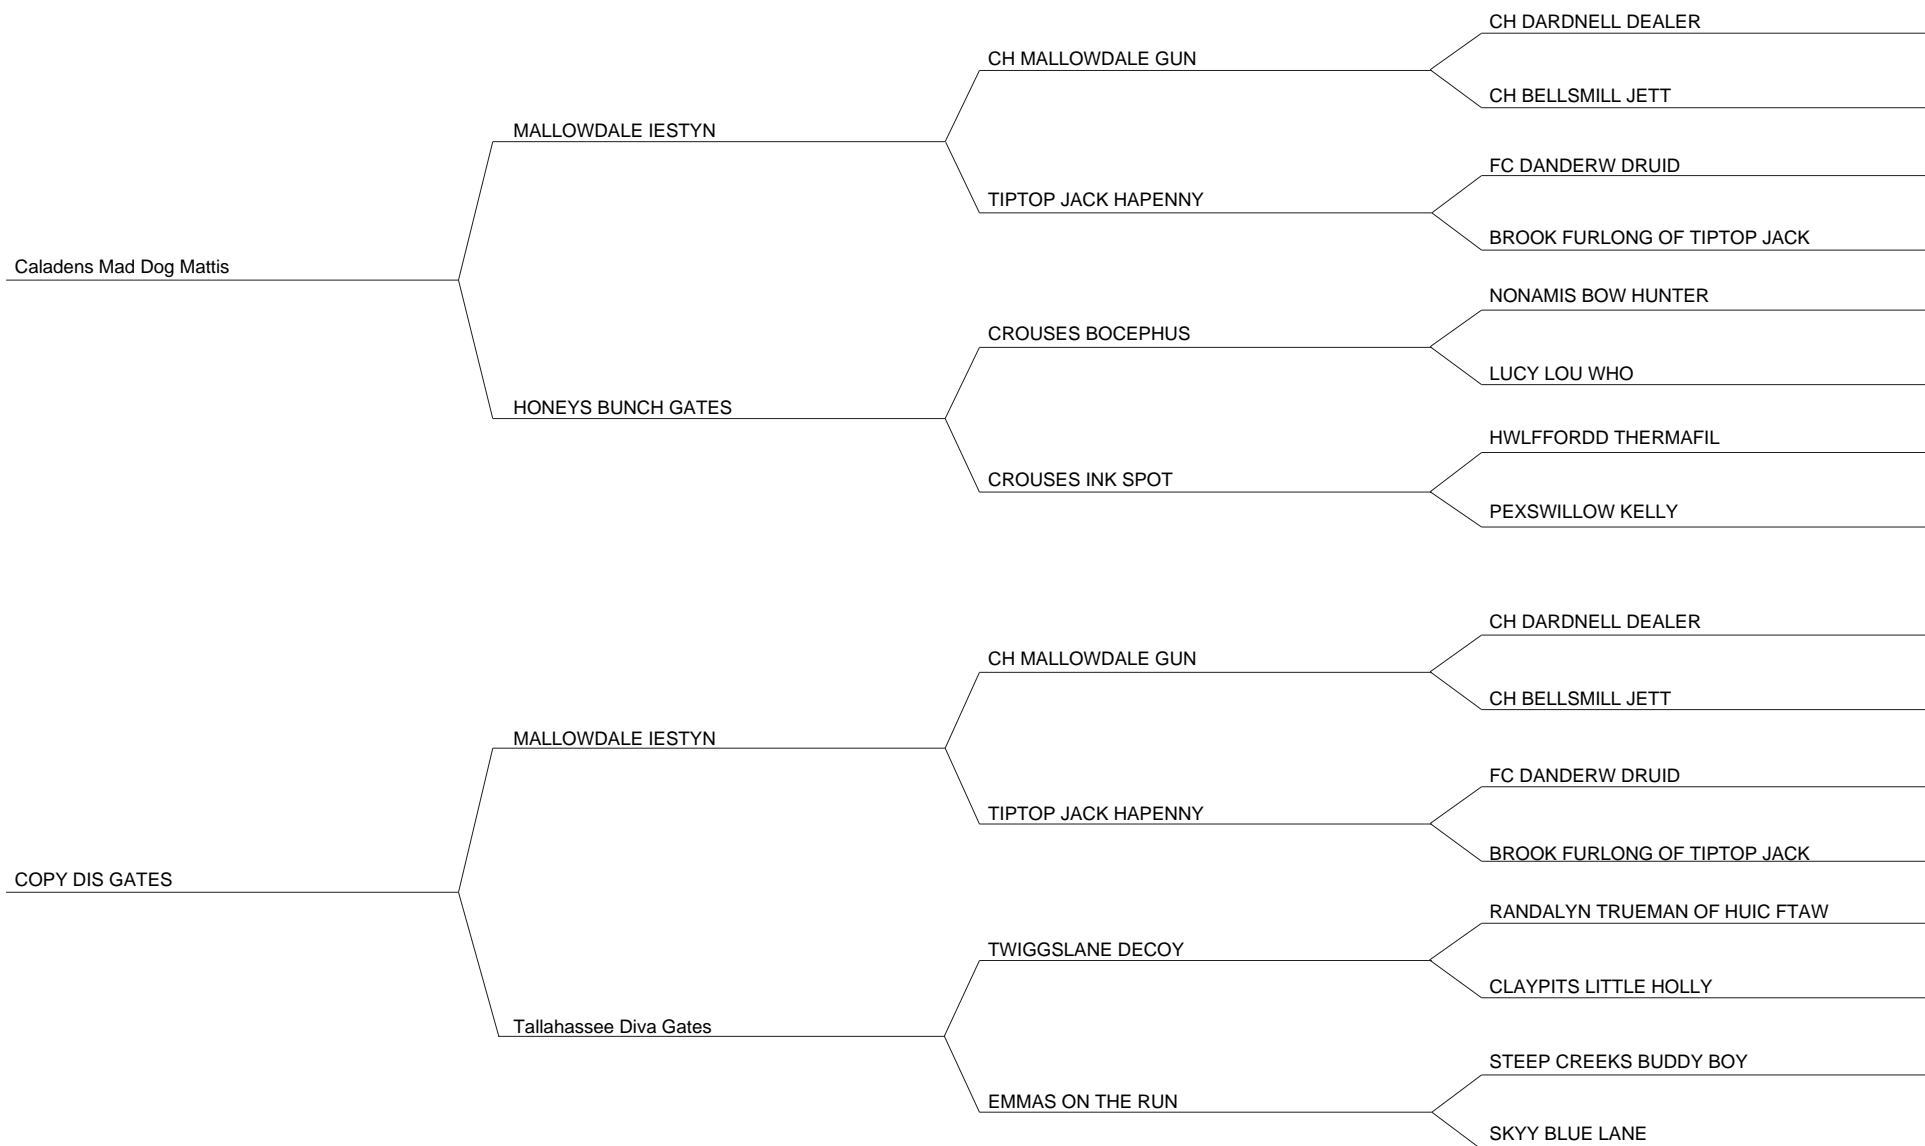 CH DARDNELL DEALER
CH MALLOWDALE GUN
CH BELLSMILL JETT
MALLOWDALE IESTYN
FC DANDERW DRUID
TIPTOP JACK HAPENNY
BROOK FURLONG OF TIPTOP JACK
Caladens Mad Dog Mattis
NONAMIS BOW HUNTER
CROUSES BOCEPHUS
LUCY LOU WHO
HONEYS BUNCH GATES
HWLFFORDD THERMAFIL
CROUSES INK SPOT
PEXSWILLOW KELLY
CH DARDNELL DEALER
CH MALLOWDALE GUN
CH BELLSMILL JETT
MALLOWDALE IESTYN
FC DANDERW DRUID
TIPTOP JACK HAPENNY
BROOK FURLONG OF TIPTOP JACK
COPY DIS GATES
RANDALYN TRUEMAN OF HUIC FTAW
TWIGGSLANE DECOY
CLAYPITS LITTLE HOLLY
Tallahassee Diva Gates
STEEP CREEKS BUDDY BOY
EMMAS ON THE RUN
SKYY BLUE LANE